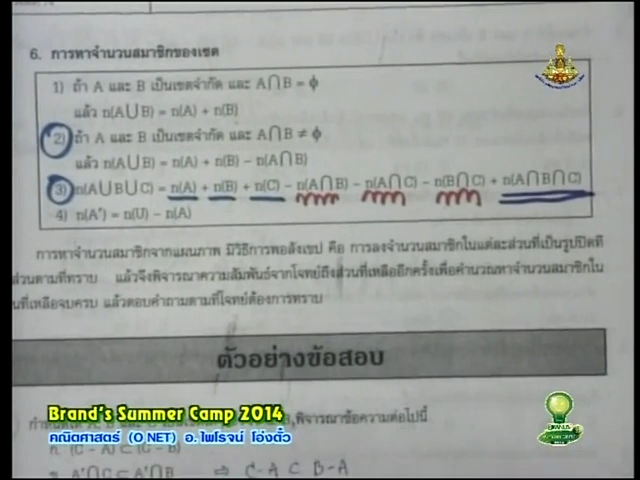 6. การหาจำนวนสมาชิกของเซต
1) ถ้า A และ B เป็นเซตจำกัด และ A⋂B = ϕ
แล้ว n(A⋃B) = n(A) + n(B)
2) ถ้า A และ B เป็นเซตจำกัด และ A⋂B ≠ ϕ
แล้ว n(A⋃B) = n(A) + n(B) – n(A⋂B)
3) n(A⋃B⋃C) = n(A) + n(B) + n(C) – n(A⋂B) – n(A⋂C) – n(B⋂C) + n(A⋂B⋂C)
4) n(A′) = n(U) – n(A)
การหาจำนวนสมาชิกจากแผนภาพ มีวิธีการพอสังเขป คือ การลงจำนวนสมาชิกในแต่ละส่วนที่เป็นรูปปิดที
ส่วนตามที่ทราบ แล้วจึงพิจารณาความสัมพันธ์จากโจทย์ถึงส่วนที่เหลืออีกครั้งเพื่อคำนวณหาจำนวนสมาชิกใน
ที่เหลือจบครบ แล้วตอบคำถามตามที่โจทย์ต้องการทราบ
ตัวอย่างข้อสอบ
พิจารณาข้อความต่อไปนี้
Brand's Summer Camp 2014
คณิตศาสตร์ (O NET) อ.ไพโรจน์ โอ่งตั๋ว
ก. (C – A) ⊂ (C – B)
ข. A′⋂C ⊂ A′⋂B ⇒ C-A ⊂ B-A